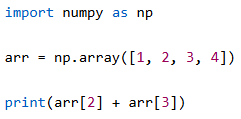 import numpy as np
arr = np.array([1, 2, 3, 4])
print(arr[2] + arr[3])